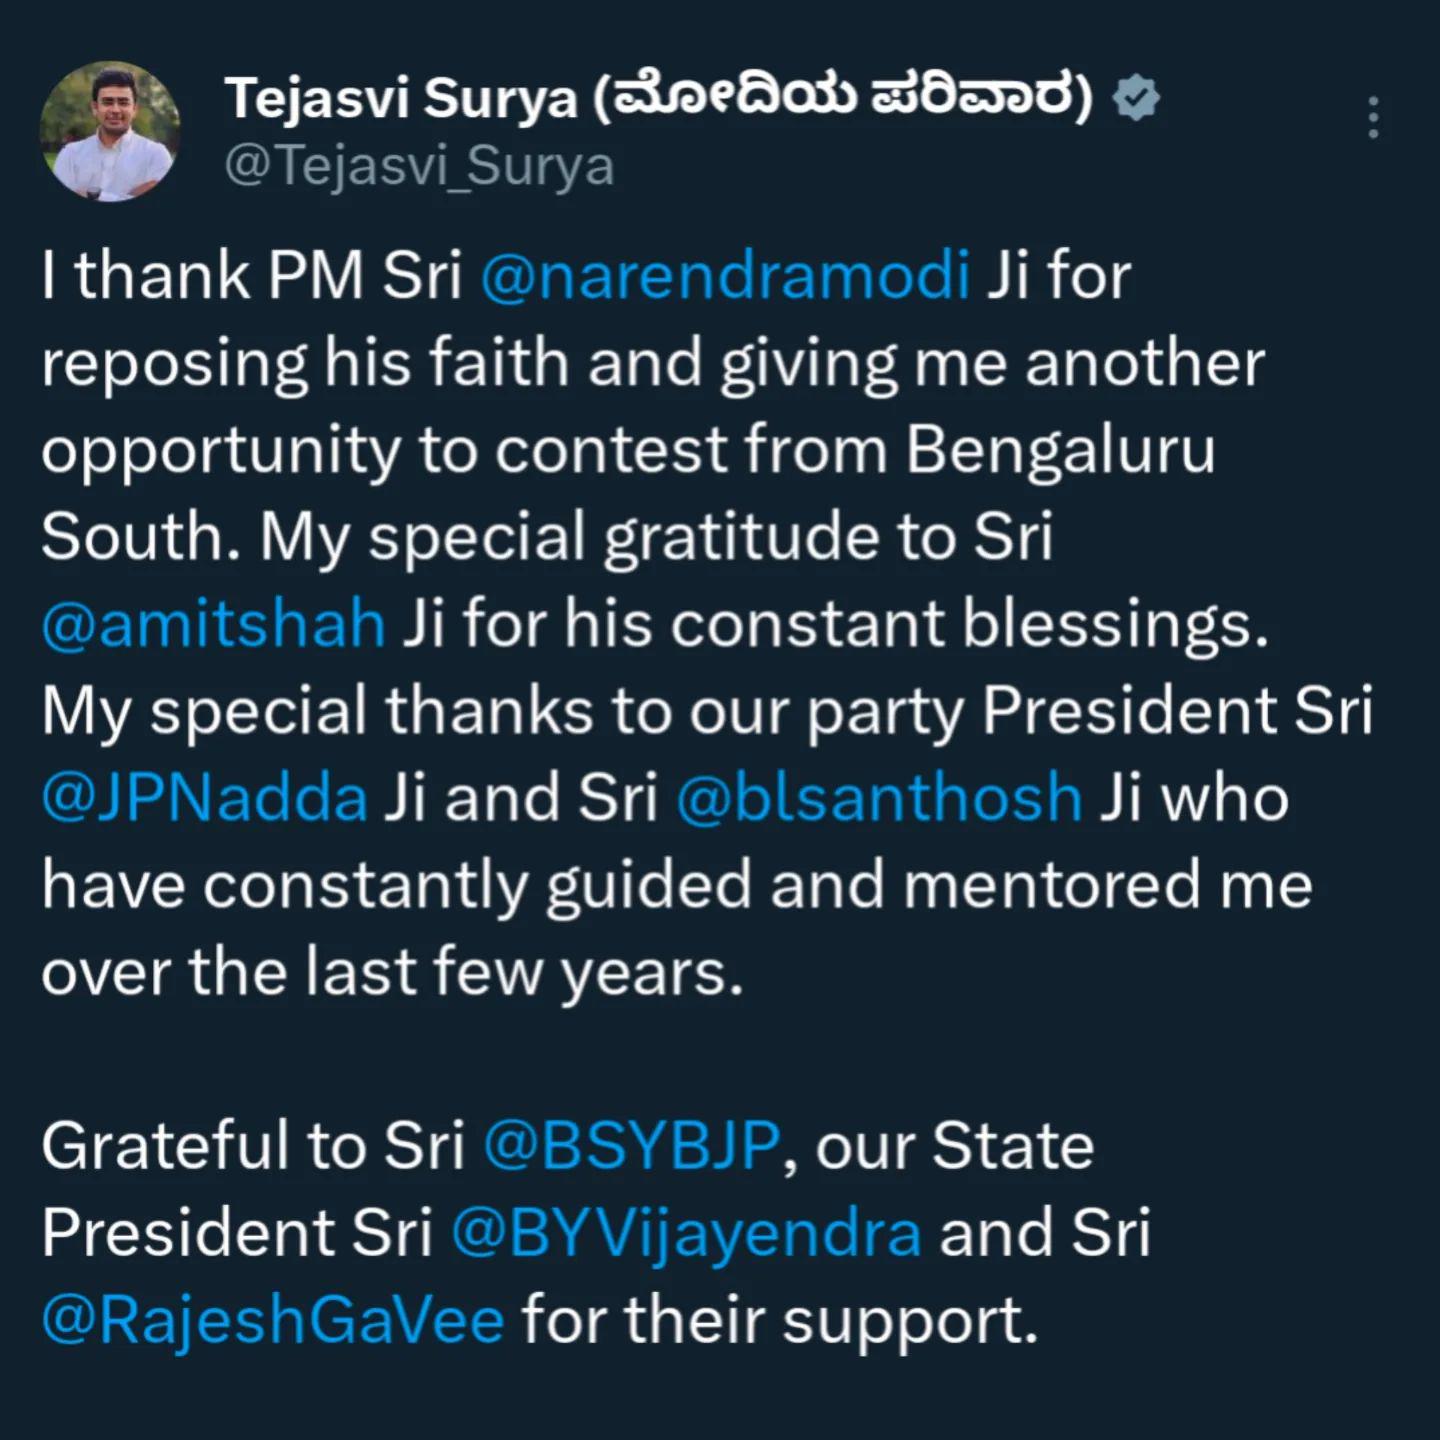 Tejasvi Surya (ಮೋದಿಯ ಪರಿವಾರ)
@Tejasvi_Surya
I thank PM Sri @narendramodi Ji for
reposing his faith and giving me another
opportunity to contest from Bengaluru
South. My special gratitude to Sri
@amitshah Ji for his constant blessings.
My special thanks to our party President Sri
@JPNadda Ji and Sri @blsanthosh Ji who
have constantly guided and mentored me
over the last few years.
Grateful to Sri @BSYBJP, our State
President Sri @BYVijayendra and Sri
@RajeshGaVee for their support.